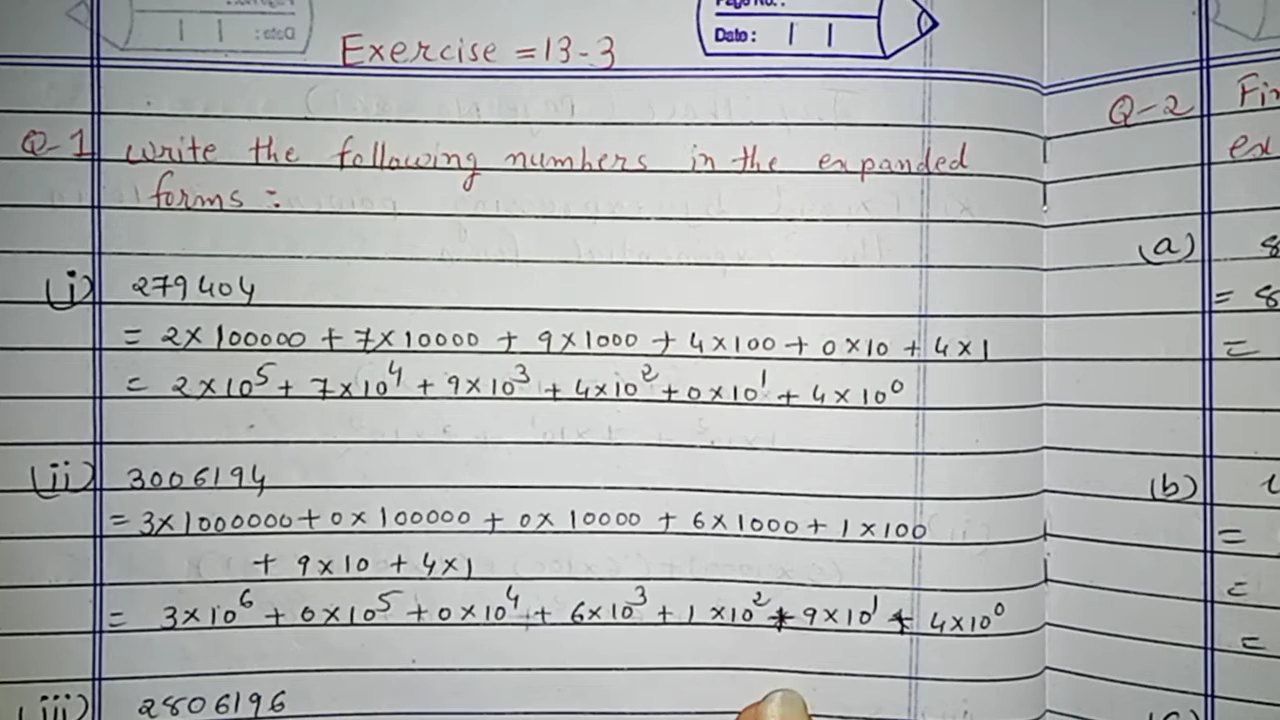 Page No. :
Date :
Exercise = 13-3
Q-1 Write the following numbers in the expanded
forms :
(i) 279404
= 2×100000 + 7×10000 + 9×1000 + 4×100 + 0×10 + 4×1
= 2×10⁵ + 7×10⁴ + 9×10³ + 4×10² + 0×10¹ + 4×10⁰
(ii) 3006194
= 3×1000000 + 0×100000 + 0×10000 + 6×1000 + 1×100
+ 9×10 + 4×1
= 3×10⁶ + 0×10⁵ + 0×10⁴ + 6×10³ + 1×10² + 9×10¹ + 4×10⁰
(iii) 2806196
Q-2
(a) 8
= 8
=
(b)
=
=
=